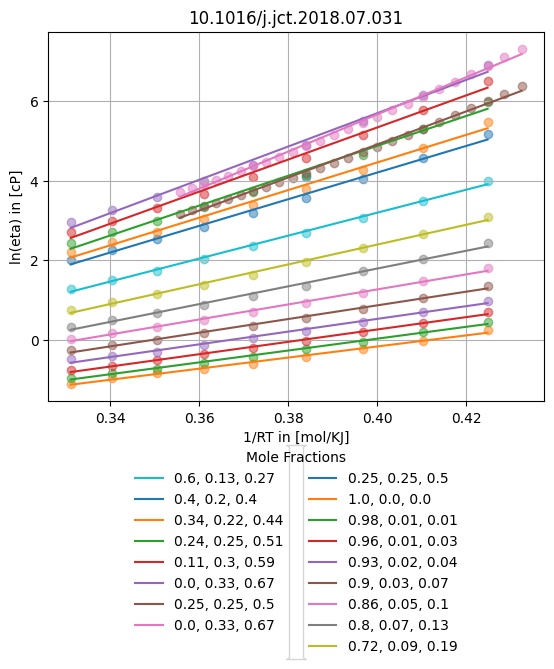 10.1016/j.jct.2018.07.031
ln(eta) in [cP]
6
4
2
0
0.34 0.36 0.38 0.40 0.42
1/RT in [mol/KJ]
Mole Fractions
0.6, 0.13, 0.27
0.4, 0.2, 0.4
0.34, 0.22, 0.44
0.24, 0.25, 0.51
0.11, 0.3, 0.59
0.0, 0.33, 0.67
0.25, 0.25, 0.5
0.0, 0.33, 0.67
0.25, 0.25, 0.5
1.0, 0.0, 0.0
0.98, 0.01, 0.01
0.96, 0.01, 0.03
0.93, 0.02, 0.04
0.9, 0.03, 0.07
0.86, 0.05, 0.1
0.8, 0.07, 0.13
0.72, 0.09, 0.19